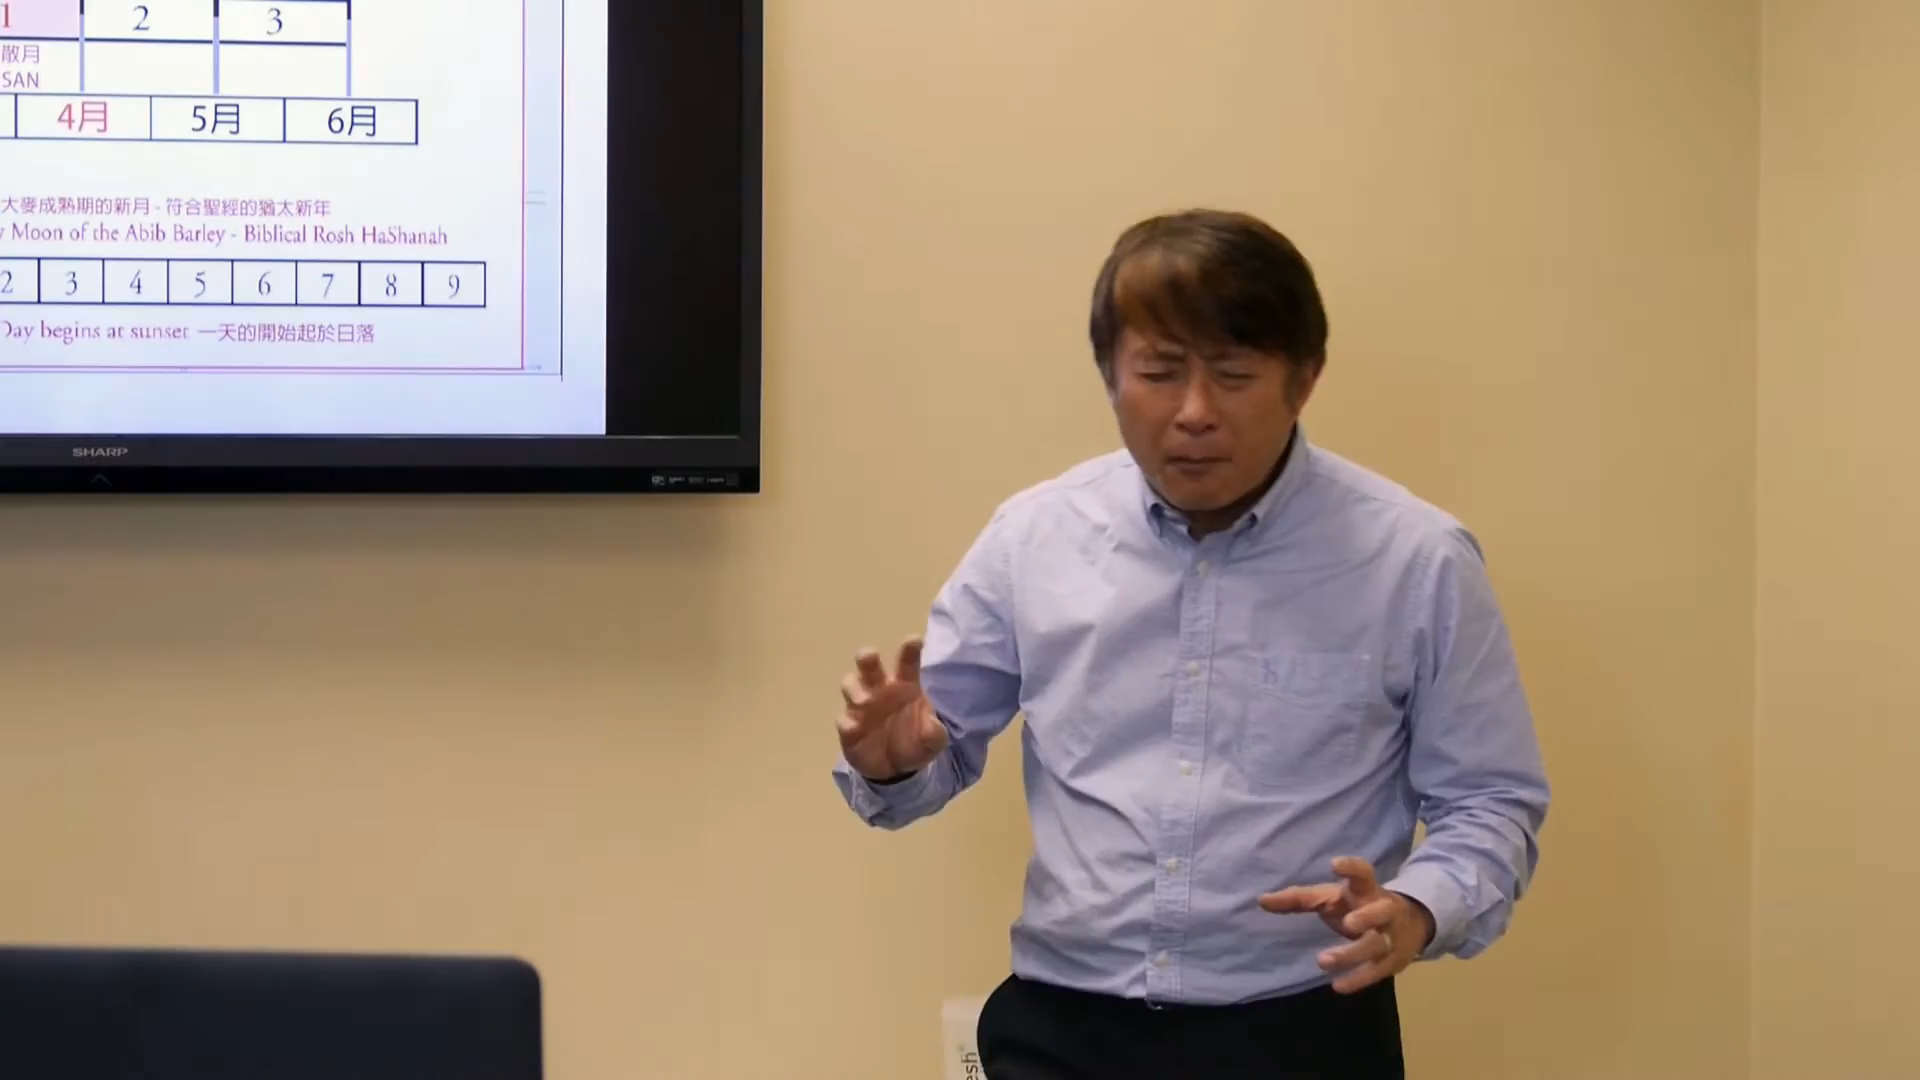 1 2 3
散月
SAN
4月 5月 6月
大麥成熟期的新月 - 符合聖經的猶太新年
Moon of the Abib Barley - Biblical Rosh HaShanah
2 3 4 5 6 7 8 9
Day begins at sunset 一天的開始起於日落
SHARP
esh